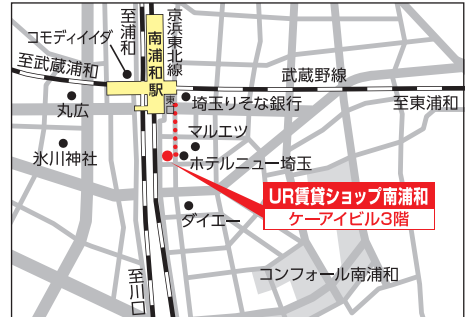 コモディイイダ
至浦和
京浜東北線
至武蔵浦和
南浦和駅
武蔵野線
丸広
東口
埼玉りそな銀行
至東浦和
マルエツ
氷川神社
ホテルニュー埼玉
UR賃貸ショップ南浦和
ケーアイビル3階
ダイエー
至川口
コンフォール南浦和